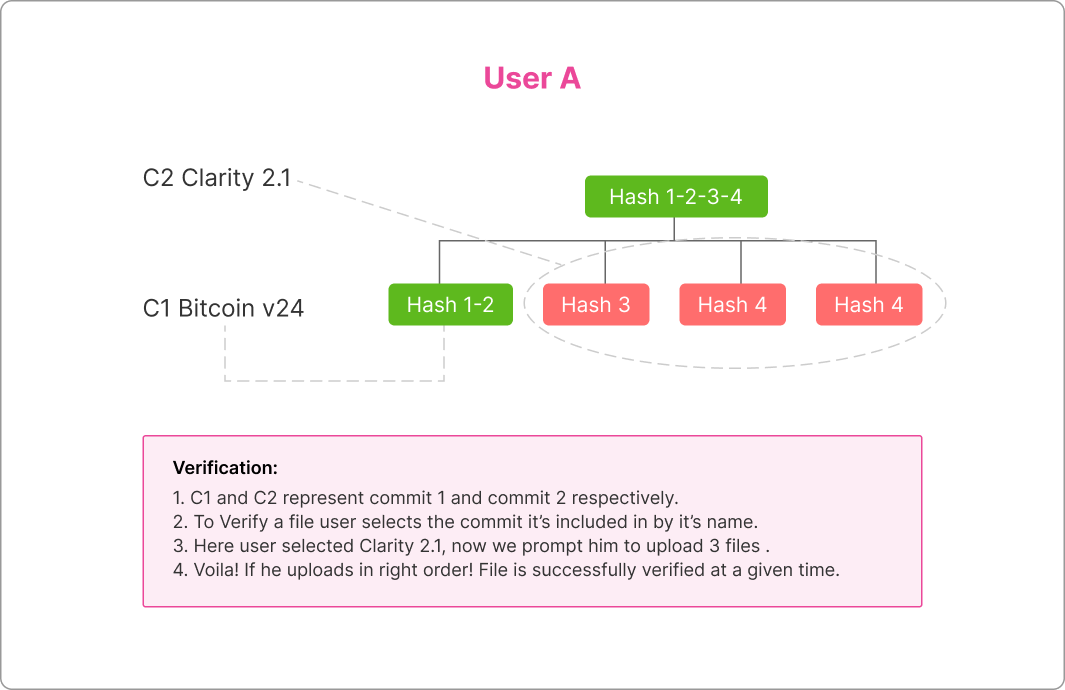 User A
C2 Clarity 2.1
Hash 1-2-3-4
C1 Bitcoin v24
Hash 1-2
Hash 3
Hash 4
Hash 4
Verification:
1. C1 and C2 represent commit 1 and commit 2 respectively.
2. To Verify a file user selects the commit it’s included in by it’s name.
3. Here user selected Clarity 2.1, now we prompt him to upload 3 files .
4. Voila! If he uploads in right order! File is successfully verified at a given time.